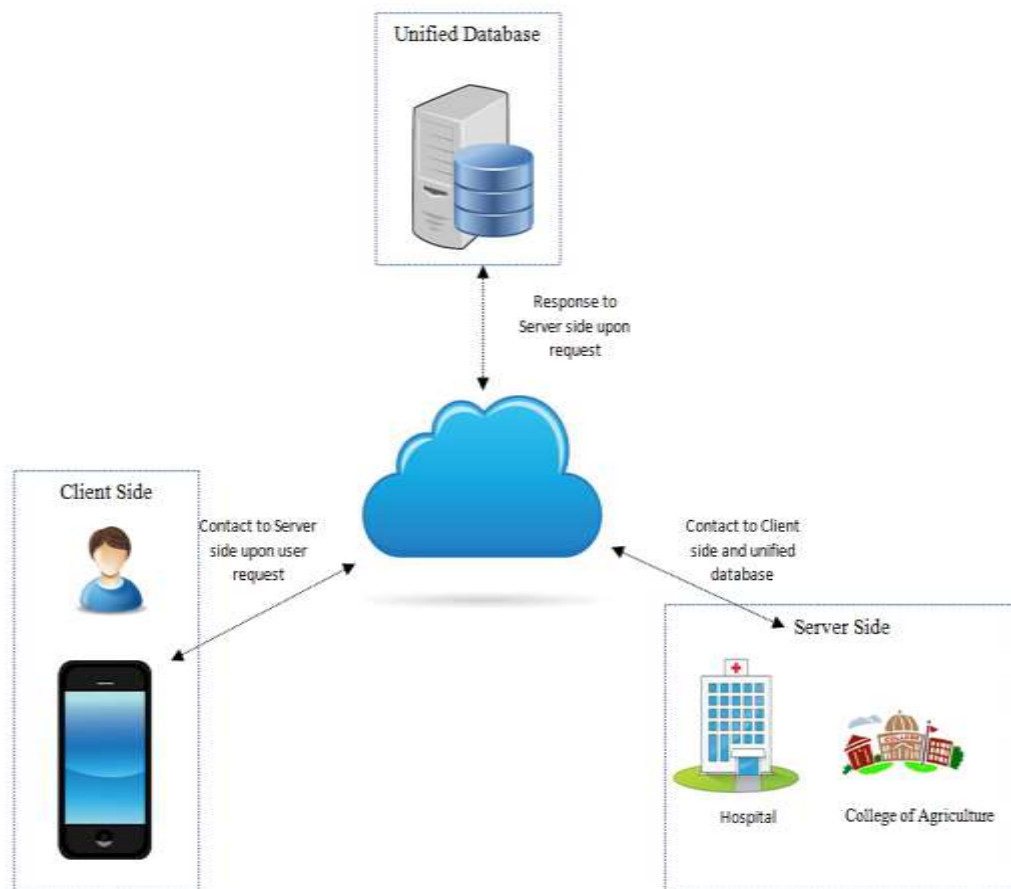 Unified Database
Response to
Server side upon
request
Client Side
Contact to Server
side upon user
request
Contact to Client
side and unified
database
Server Side
COLLEGE
Hospital
College of Agriculture